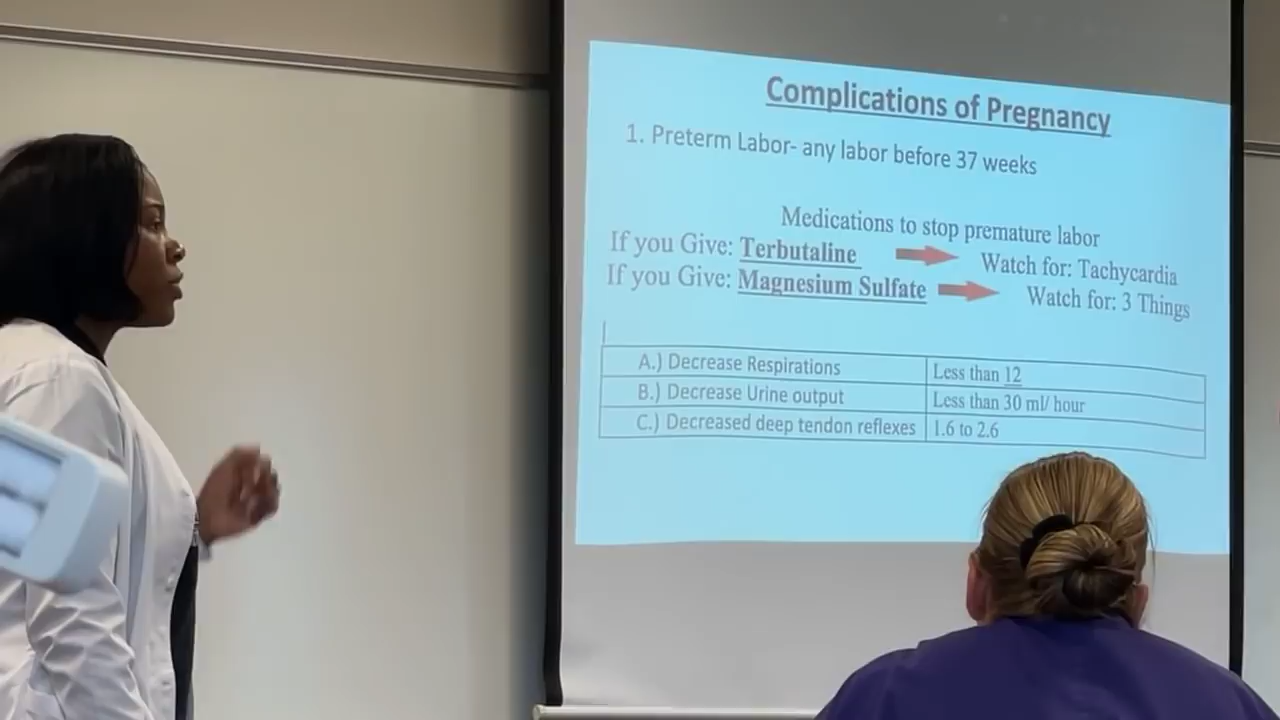 Complications of Pregnancy
1. Preterm Labor- any labor before 37 weeks
Medications to stop premature labor
If you Give: Terbutaline Watch for: Tachycardia
If you Give: Magnesium Sulfate Watch for: 3 Things
A.) Decrease Respirations Less than 12
B.) Decrease Urine output Less than 30 ml/ hour
C.) Decreased deep tendon reflexes 1.6 to 2.6